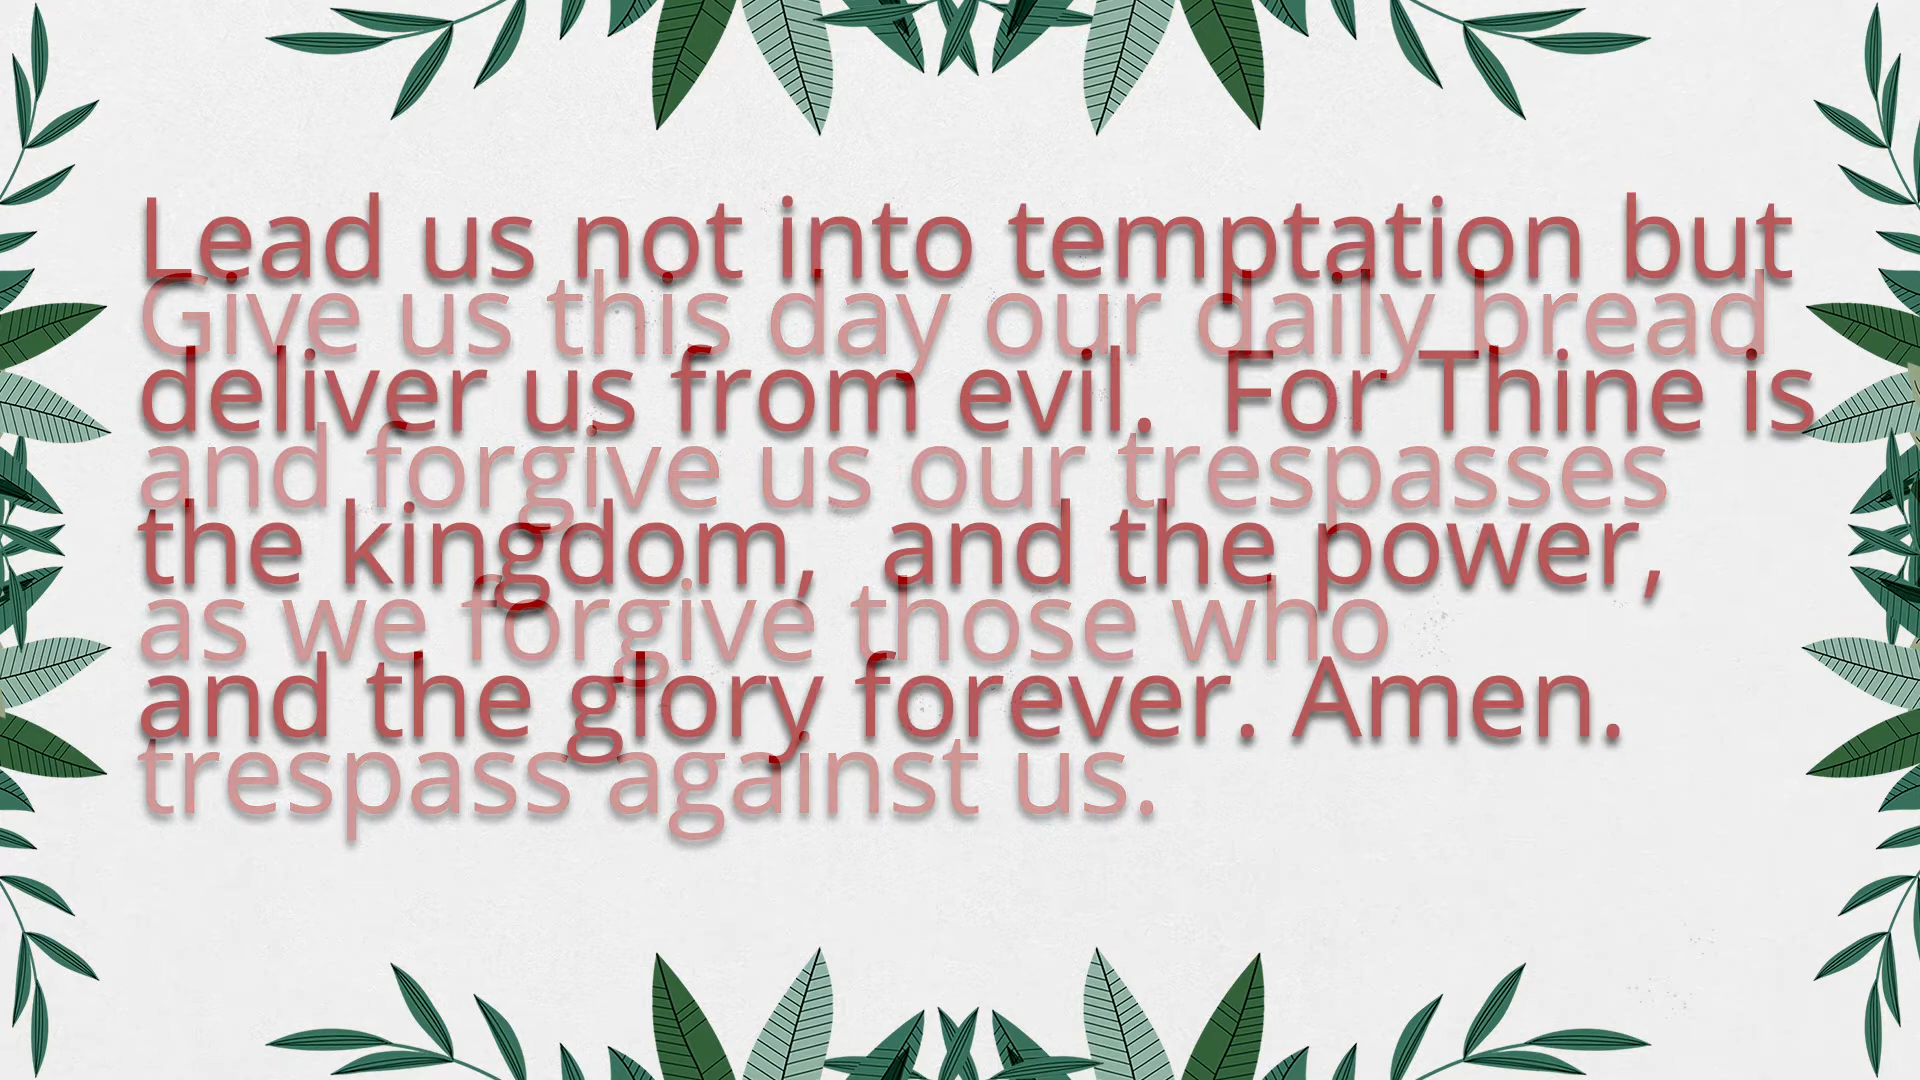 Lead us not into temptation but
Give us this day our daily bread
deliver us from evil.  For Thine is
and forgive us our trespasses
the kingdom,  and the power,
as we forgive those who
and the glory forever. Amen.
trespass against us.